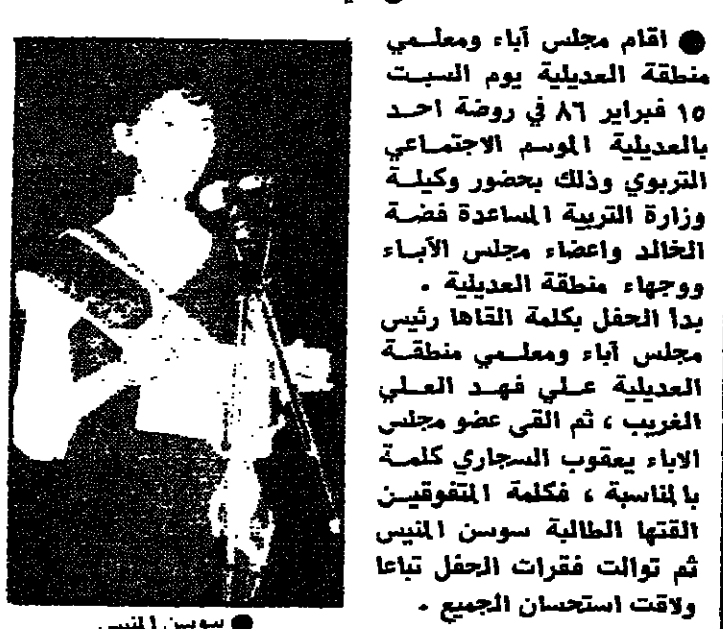 ● اقام مجلس آباء ومعلمي
منطقة العديلية يوم السبت
١٥ فبراير ٨٦ في روضة احد
بالعديلية الموسم الاجتماعي
التربوي وذلك بحضور وكيلة
وزارة التربية المساعدة فضة
الخالد واعضاء مجلس الآباء
ووجهاء منطقة العديلية .
بدأ الحفل بكلمة القاها رئيس
مجلس آباء ومعلمي منطقة
العديلية علي فهد العلي
الغريب ، ثم القى عضو مجلس
الاباء يعقوب السجاري كلمة
بالمناسبة ، فكلمة المتفوقين
القتها الطالبة سوسن المنيس
ثم توالت فقرات الحفل تباعا
ولاقت استحسان الجميع .
● سوسن المنيس